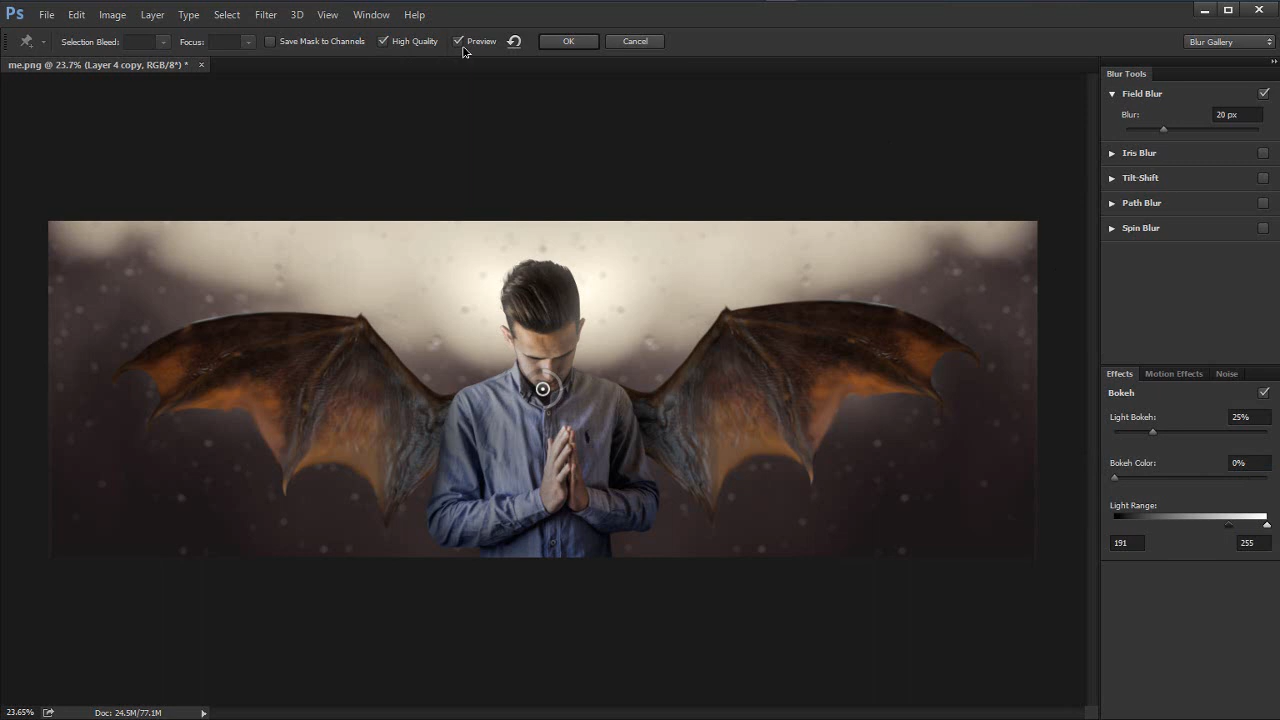 Ps File Edit Image Layer Type Select Filter 3D View Window Help
Selection Bleed: Focus: Save Mask to Channels High Quality Preview OK Cancel Blur Gallery
me.png @ 23.7% (Layer 4 copy, RGB/8*) *
Blur Tools
Field Blur
Blur: 20 px
Iris Blur
Tilt-Shift
Path Blur
Spin Blur
Effects Motion Effects Noise
Bokeh
Light Bokeh: 25%
Bokeh Color: 0%
Light Range:
191 255
23.65% Doc: 24.5M/77.1M